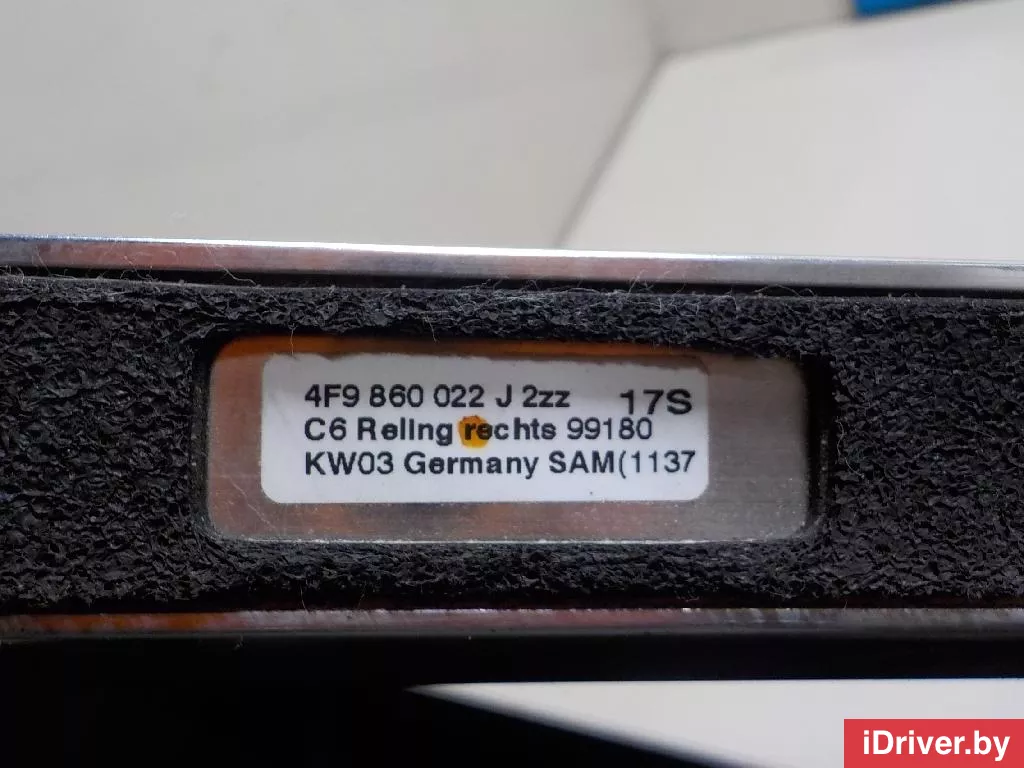 4F9 860 022 J 2zz 17S
C6 Reling rechts 99180
KW03 Germany SAM(1137
iDriver.by